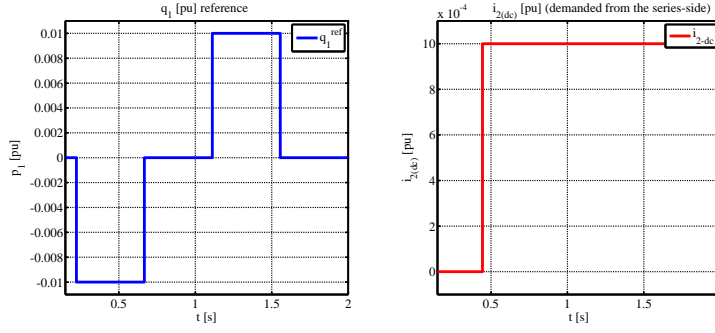 q1 [pu] reference
q1^ref
0.01
0.008
0.006
0.004
0.002
0
-0.002
-0.004
-0.006
-0.008
-0.01
p1 [pu]
0.5
1
1.5
2
t [s]
i2(dc) [pu] (demanded from the series-side)
x 10^-4
i2-dc
10
8
6
4
2
0
i2(dc) [pu]
0.5
1
1.5
t [s]